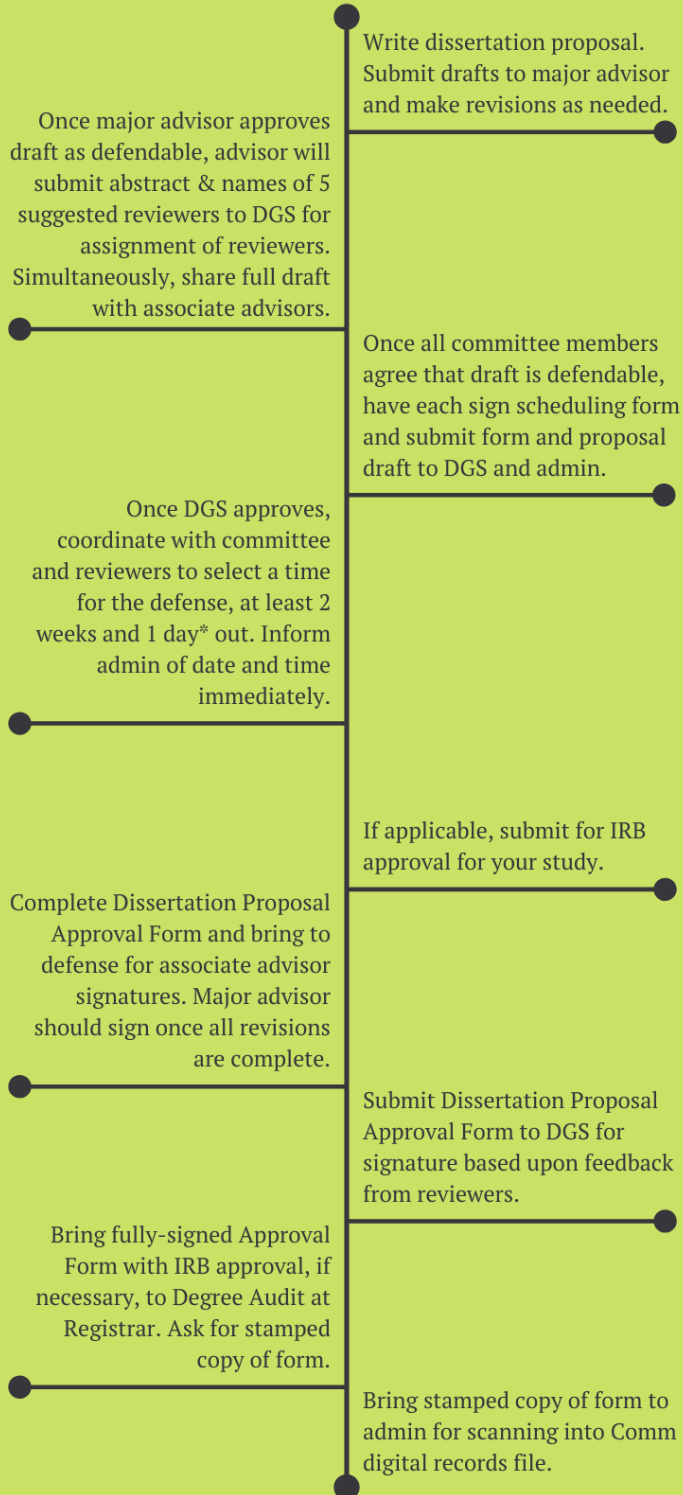 Write dissertation proposal.
Submit drafts to major advisor
and make revisions as needed.
Once major advisor approves
draft as defendable, advisor will
submit abstract & names of 5
suggested reviewers to DGS for
assignment of reviewers.
Simultaneously, share full draft
with associate advisors.
Once all committee members
agree that draft is defendable,
have each sign scheduling form
and submit form and proposal
draft to DGS and admin.
Once DGS approves,
coordinate with committee
and reviewers to select a time
for the defense, at least 2
weeks and 1 day* out. Inform
admin of date and time
immediately.
If applicable, submit for IRB
approval for your study.
Complete Dissertation Proposal
Approval Form and bring to
defense for associate advisor
signatures. Major advisor
should sign once all revisions
are complete.
Submit Dissertation Proposal
Approval Form to DGS for
signature based upon feedback
from reviewers.
Bring fully-signed Approval
Form with IRB approval, if
necessary, to Degree Audit at
Registrar. Ask for stamped
copy of form.
Bring stamped copy of form to
admin for scanning into Comm
digital records file.